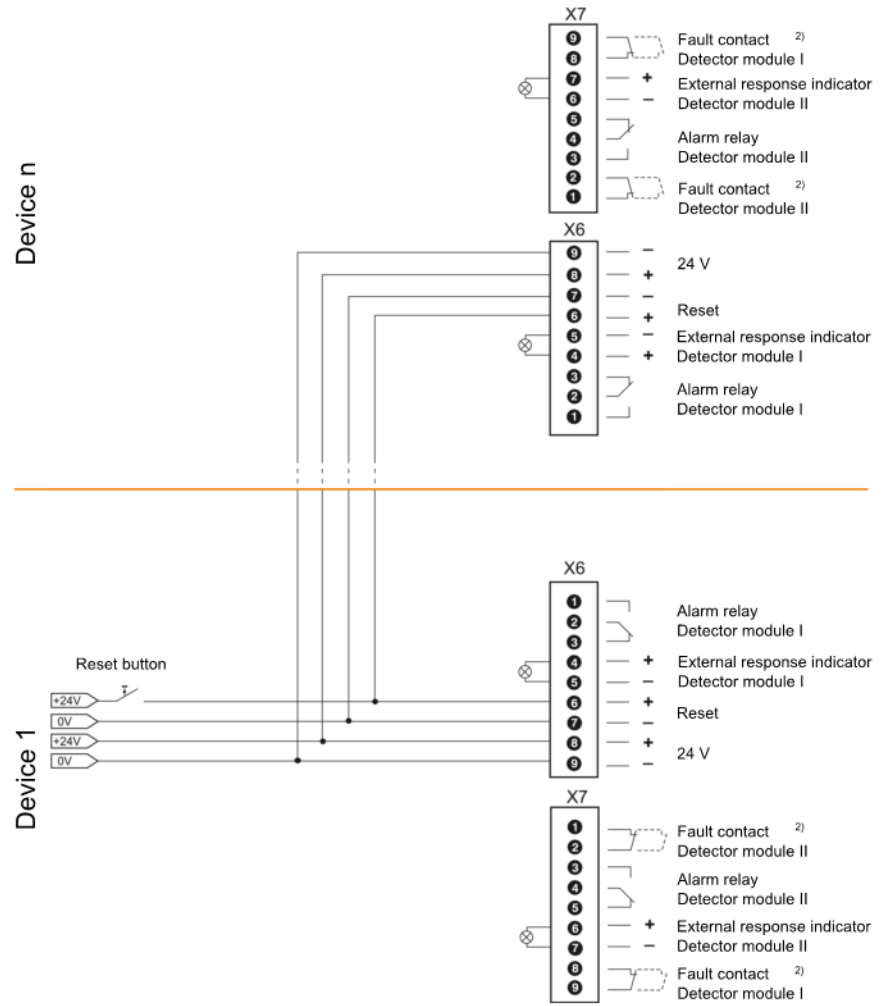 Device n
X7
9 Fault contact 2)
8 Detector module I
7 + External response indicator
6 – Detector module II
5
4 Alarm relay
3 Detector module II
2 Fault contact 2)
1 Detector module II
X6
9 –
24 V
8 +
7 –
Reset
6 +
5 – External response indicator
4 + Detector module I
3
2 Alarm relay
1 Detector module I
Device 1
X6
1 Alarm relay
2 Detector module I
3
4 + External response indicator
5 – Detector module I
Reset button
+24V 6 +
Reset
0V 7 –
+24V 8 +
24 V
0V 9 –
X7
1 Fault contact 2)
2 Detector module II
3 Alarm relay
4 Detector module II
5
6 + External response indicator
7 – Detector module II
8 Fault contact 2)
9 Detector module I